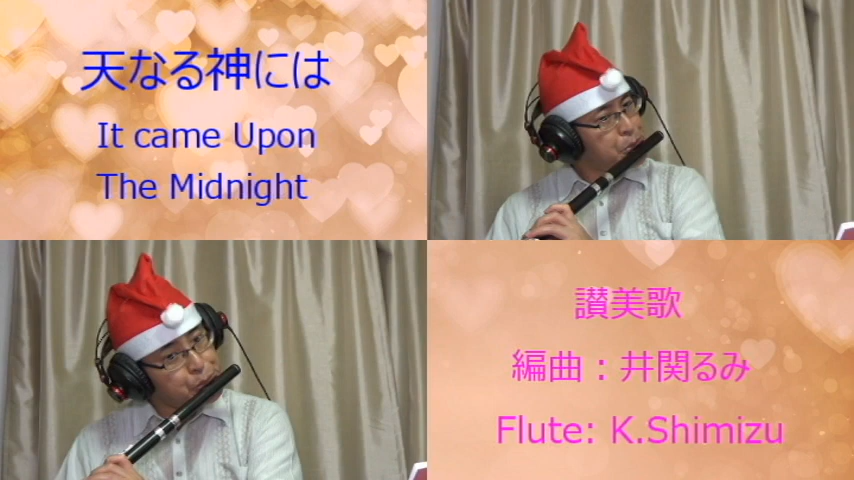 天なる神には
It came Upon
The Midnight
讃美歌
編曲：井関るみ
Flute: K.Shimizu